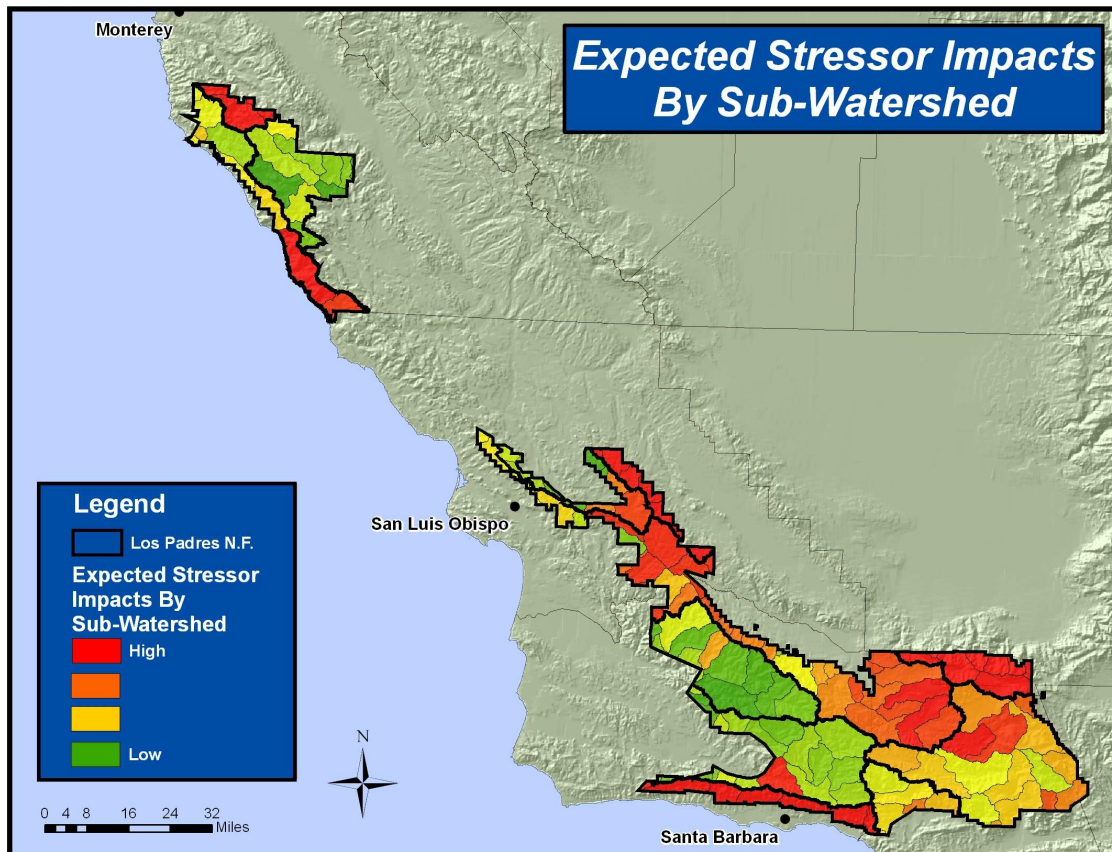 Monterey
Expected Stressor Impacts
By Sub-Watershed
San Luis Obispo
Legend
Los Padres N.F.
Expected Stressor
Impacts By
Sub-Watershed
High
Low
N
0 4 8 16 24 32
Miles
Santa Barbara